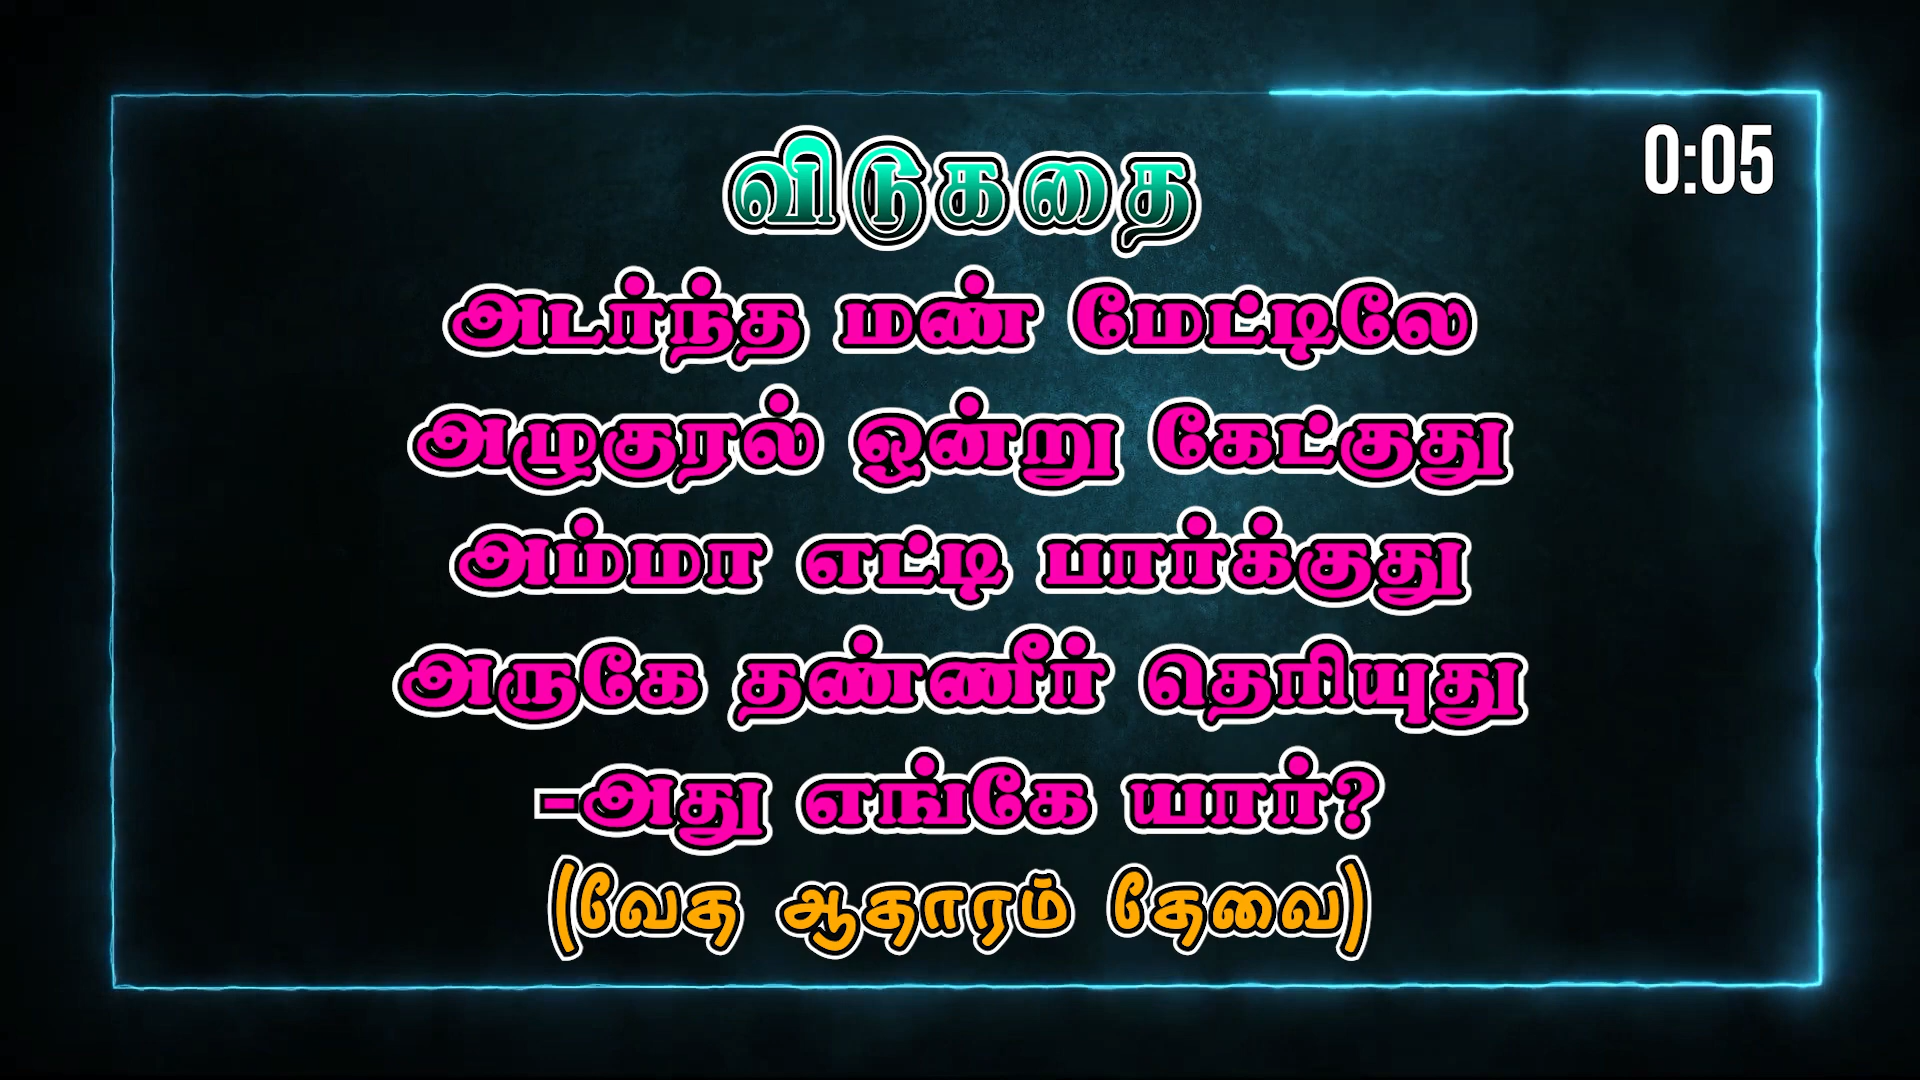 விடுகதை
0:05
அடர்ந்த மண் மேட்டிலே
அழுகுரல் ஒன்று கேட்குது
அம்மா எட்டி பார்க்குது
அருகே தண்ணீர் தெரியுது
-அது எங்கே யார்?
(வேத ஆதாரம் தேவை)